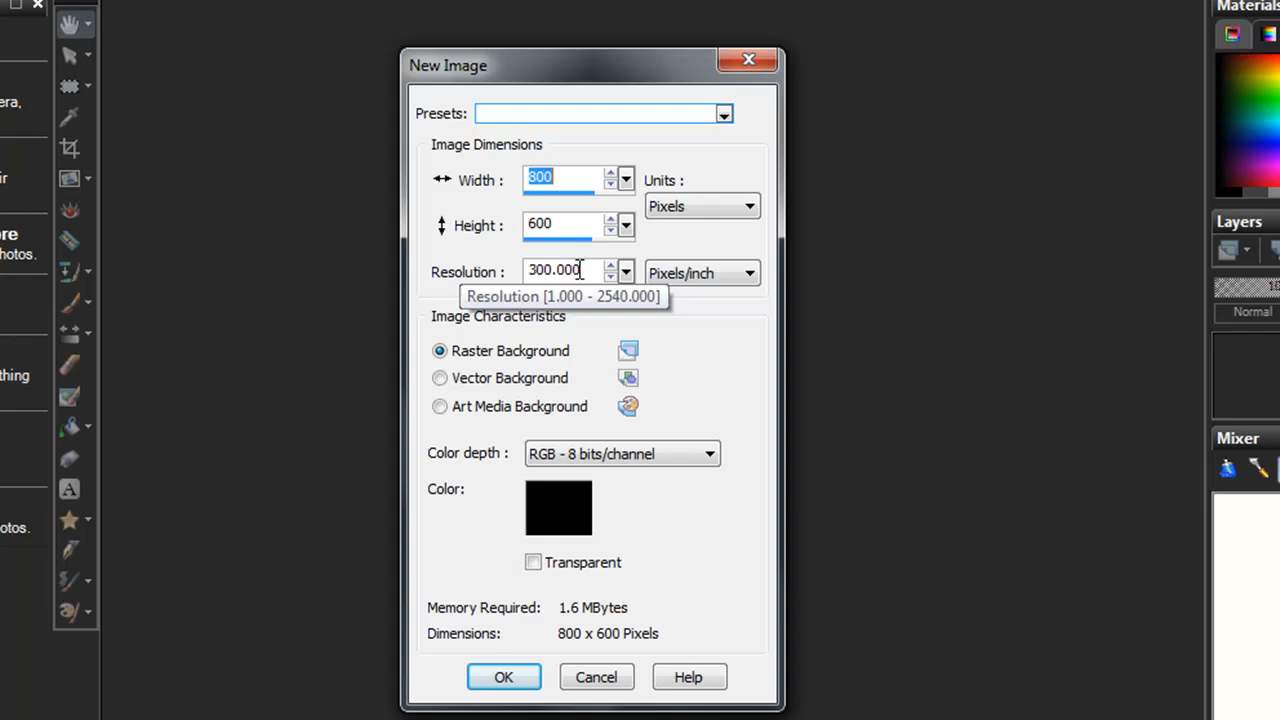 Materials
New Image
Presets:
era,
Image Dimensions
ir
Width : 800 Units :
Pixels
Layers
re
Height : 600
hotos.
Resolution : 300.000 Pixels/inch
Resolution [1.000 - 2540.000]
Normal
Image Characteristics
Raster Background
thing
Vector Background
Art Media Background
Mixer
Color depth : RGB - 8 bits/channel
Color:
A
otos.
Transparent
Memory Required: 1.6 MBytes
Dimensions: 800 x 600 Pixels
OK Cancel Help